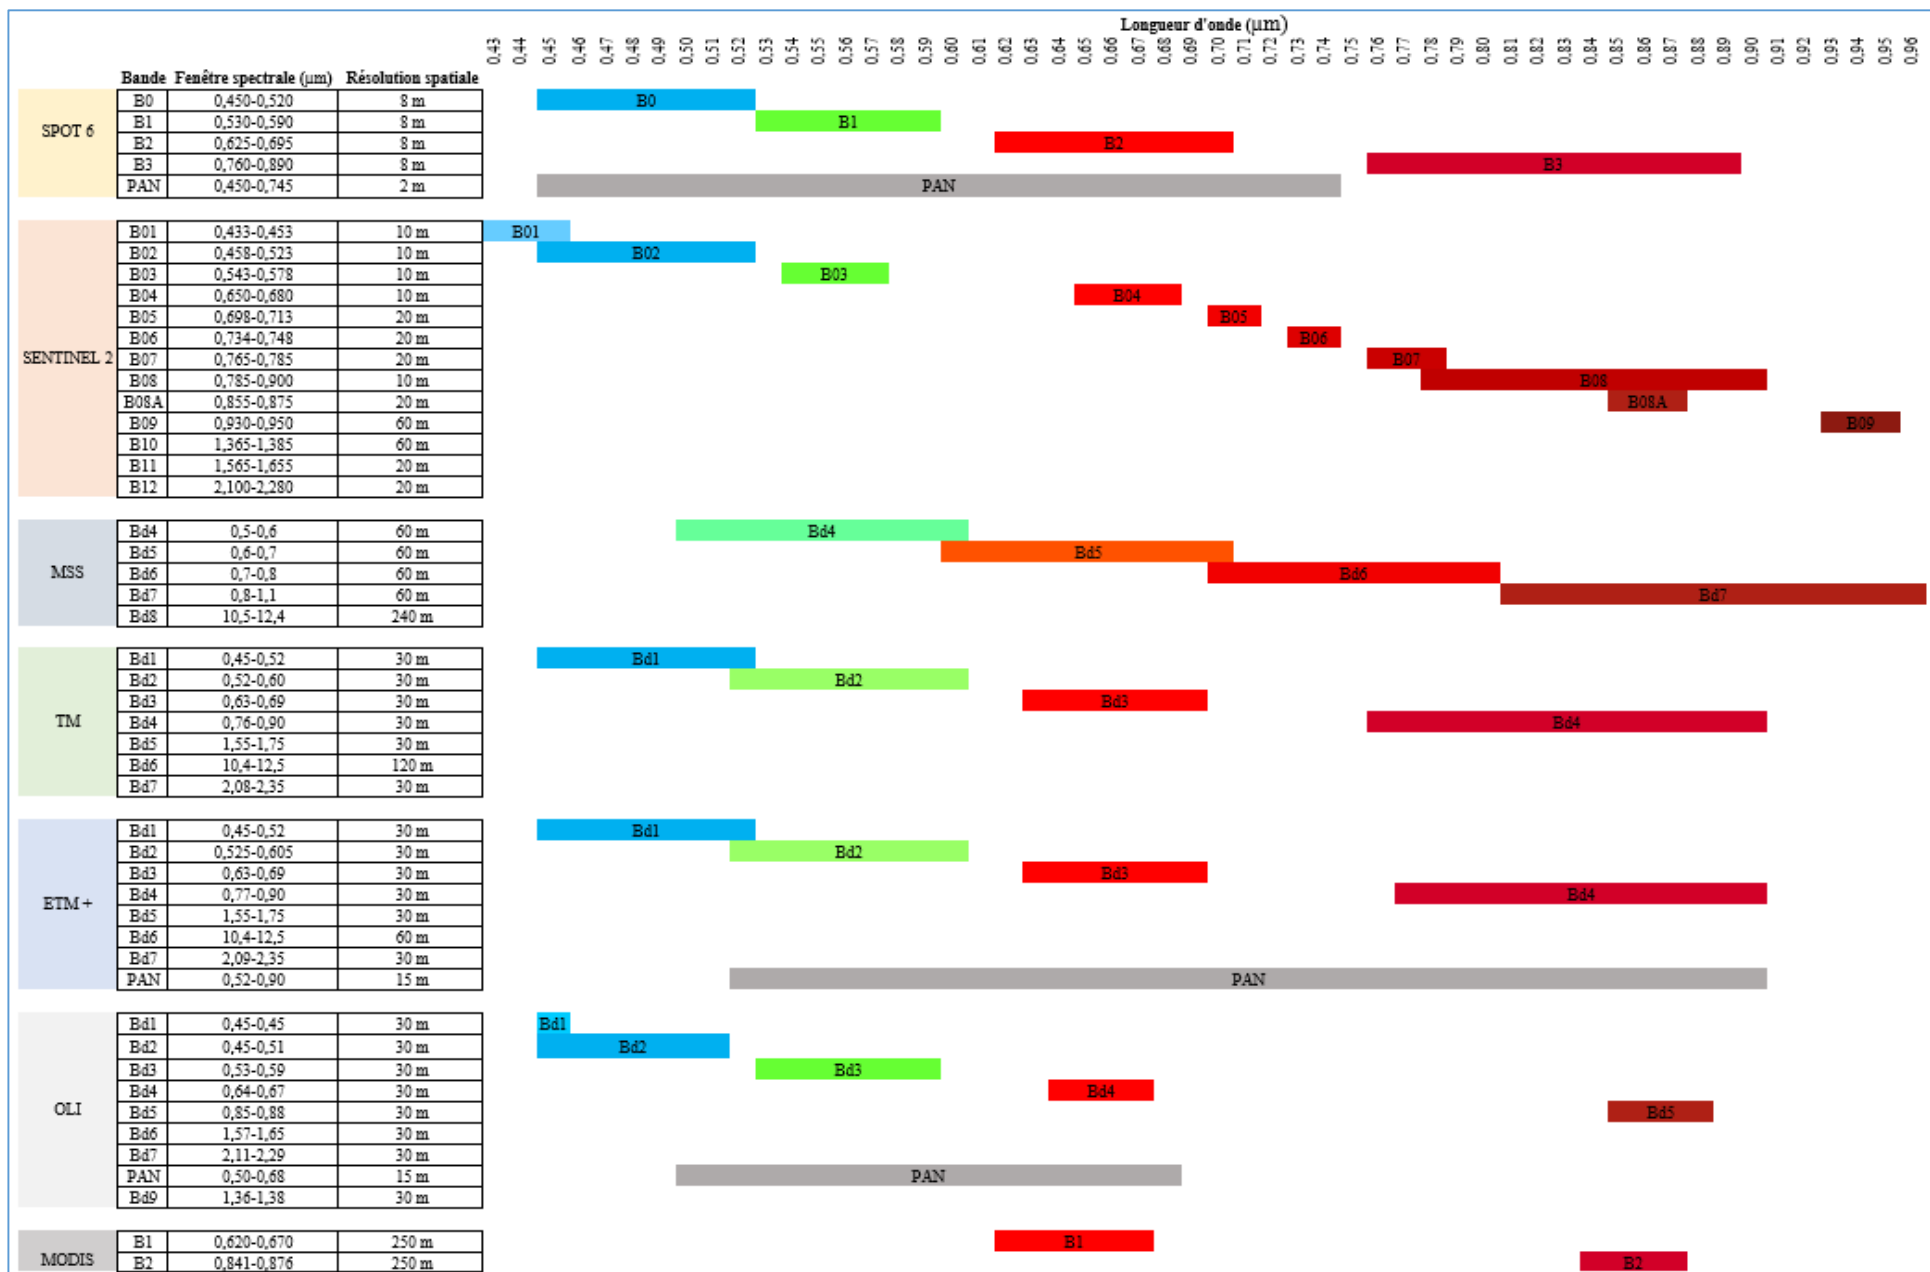 Longueur d'onde (µm)
0,43 0,44 0,45 0,46 0,47 0,48 0,49 0,50 0,51 0,52 0,53 0,54 0,55 0,56 0,57 0,58 0,59 0,60 0,61 0,62 0,63 0,64 0,65 0,66 0,67 0,68 0,69 0,70 0,71 0,72 0,73 0,74 0,75 0,76 0,77 0,78 0,79 0,80 0,81 0,82 0,83 0,84 0,85 0,86 0,87 0,88 0,89 0,90 0,91 0,92 0,93 0,94 0,95 0,96
Bande Fenêtre spectrale (µm) Résolution spatiale
SPOT 6
B0 0,450-0,520 8 m B0
B1 0,530-0,590 8 m B1
B2 0,625-0,695 8 m B2
B3 0,760-0,890 8 m B3
PAN 0,450-0,745 2 m PAN
SENTINEL 2
B01 0,433-0,453 10 m B01
B02 0,458-0,523 10 m B02
B03 0,543-0,578 10 m B03
B04 0,650-0,680 10 m B04
B05 0,698-0,713 20 m B05
B06 0,734-0,748 20 m B06
B07 0,765-0,785 20 m B07
B08 0,785-0,900 10 m B08
B08A 0,855-0,875 20 m B08A
B09 0,930-0,950 60 m B09
B10 1,365-1,385 60 m
B11 1,565-1,655 20 m
B12 2,100-2,280 20 m
MSS
Bd4 0,5-0,6 60 m Bd4
Bd5 0,6-0,7 60 m Bd5
Bd6 0,7-0,8 60 m Bd6
Bd7 0,8-1,1 60 m Bd7
Bd8 10,5-12,4 240 m
TM
Bd1 0,45-0,52 30 m Bd1
Bd2 0,52-0,60 30 m Bd2
Bd3 0,63-0,69 30 m Bd3
Bd4 0,76-0,90 30 m Bd4
Bd5 1,55-1,75 30 m
Bd6 10,4-12,5 120 m
Bd7 2,08-2,35 30 m
ETM +
Bd1 0,45-0,52 30 m Bd1
Bd2 0,525-0,605 30 m Bd2
Bd3 0,63-0,69 30 m Bd3
Bd4 0,77-0,90 30 m Bd4
Bd5 1,55-1,75 30 m
Bd6 10,4-12,5 60 m
Bd7 2,09-2,35 30 m
PAN 0,52-0,90 15 m PAN
OLI
Bd1 0,45-0,45 30 m Bd1
Bd2 0,45-0,51 30 m Bd2
Bd3 0,53-0,59 30 m Bd3
Bd4 0,64-0,67 30 m Bd4
Bd5 0,85-0,88 30 m Bd5
Bd6 1,57-1,65 30 m
Bd7 2,11-2,29 30 m
PAN 0,50-0,68 15 m PAN
Bd9 1,36-1,38 30 m
MODIS
B1 0,620-0,670 250 m B1
B2 0,841-0,876 250 m B2